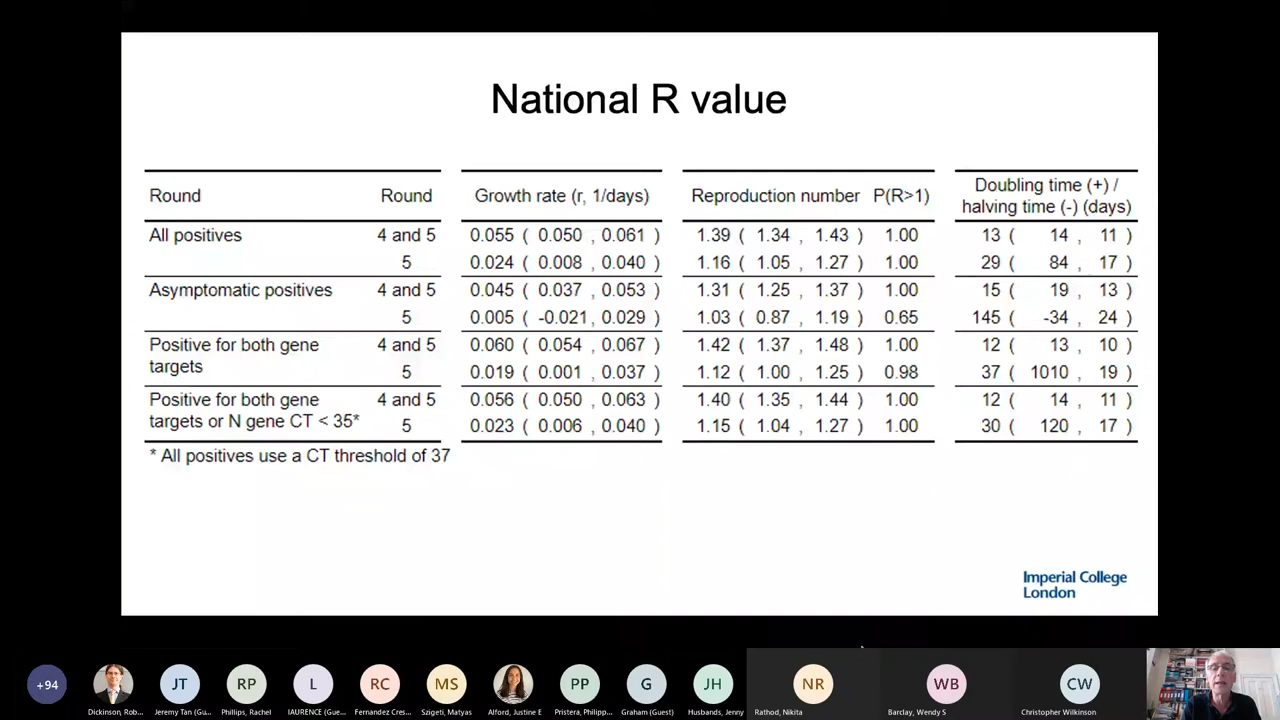 National R value
Round Round Growth rate (r, 1/days) Reproduction number P(R>1) Doubling time (+) /
halving time (-) (days)
All positives 4 and 5 0.055 ( 0.050 , 0.061 ) 1.39 ( 1.34 , 1.43 ) 1.00 13 ( 14 , 11 )
5 0.024 ( 0.008 , 0.040 ) 1.16 ( 1.05 , 1.27 ) 1.00 29 ( 84 , 17 )
Asymptomatic positives 4 and 5 0.045 ( 0.037 , 0.053 ) 1.31 ( 1.25 , 1.37 ) 1.00 15 ( 19 , 13 )
5 0.005 ( -0.021 , 0.029 ) 1.03 ( 0.87 , 1.19 ) 0.65 145 ( -34 , 24 )
Positive for both gene 4 and 5 0.060 ( 0.054 , 0.067 ) 1.42 ( 1.37 , 1.48 ) 1.00 12 ( 13 , 10 )
targets 5 0.019 ( 0.001 , 0.037 ) 1.12 ( 1.00 , 1.25 ) 0.98 37 ( 1010 , 19 )
Positive for both gene 4 and 5 0.056 ( 0.050 , 0.063 ) 1.40 ( 1.35 , 1.44 ) 1.00 12 ( 14 , 11 )
targets or N gene CT < 35* 5 0.023 ( 0.006 , 0.040 ) 1.15 ( 1.04 , 1.27 ) 1.00 30 ( 120 , 17 )
* All positives use a CT threshold of 37
Imperial College
London
+94 JT RP L RC MS PP G JH NR WB CW
Dickinson, Rob... Jeremy Tan (Gu... Phillips, Rachel lAURENCE (Gue... Fernandez Cres... Szigeti, Matyas Alford, Justine E Pristera, Philipp... Graham (Guest) Husbands, Jenny Rathod, Nikita Barclay, Wendy S Christopher Wilkinson